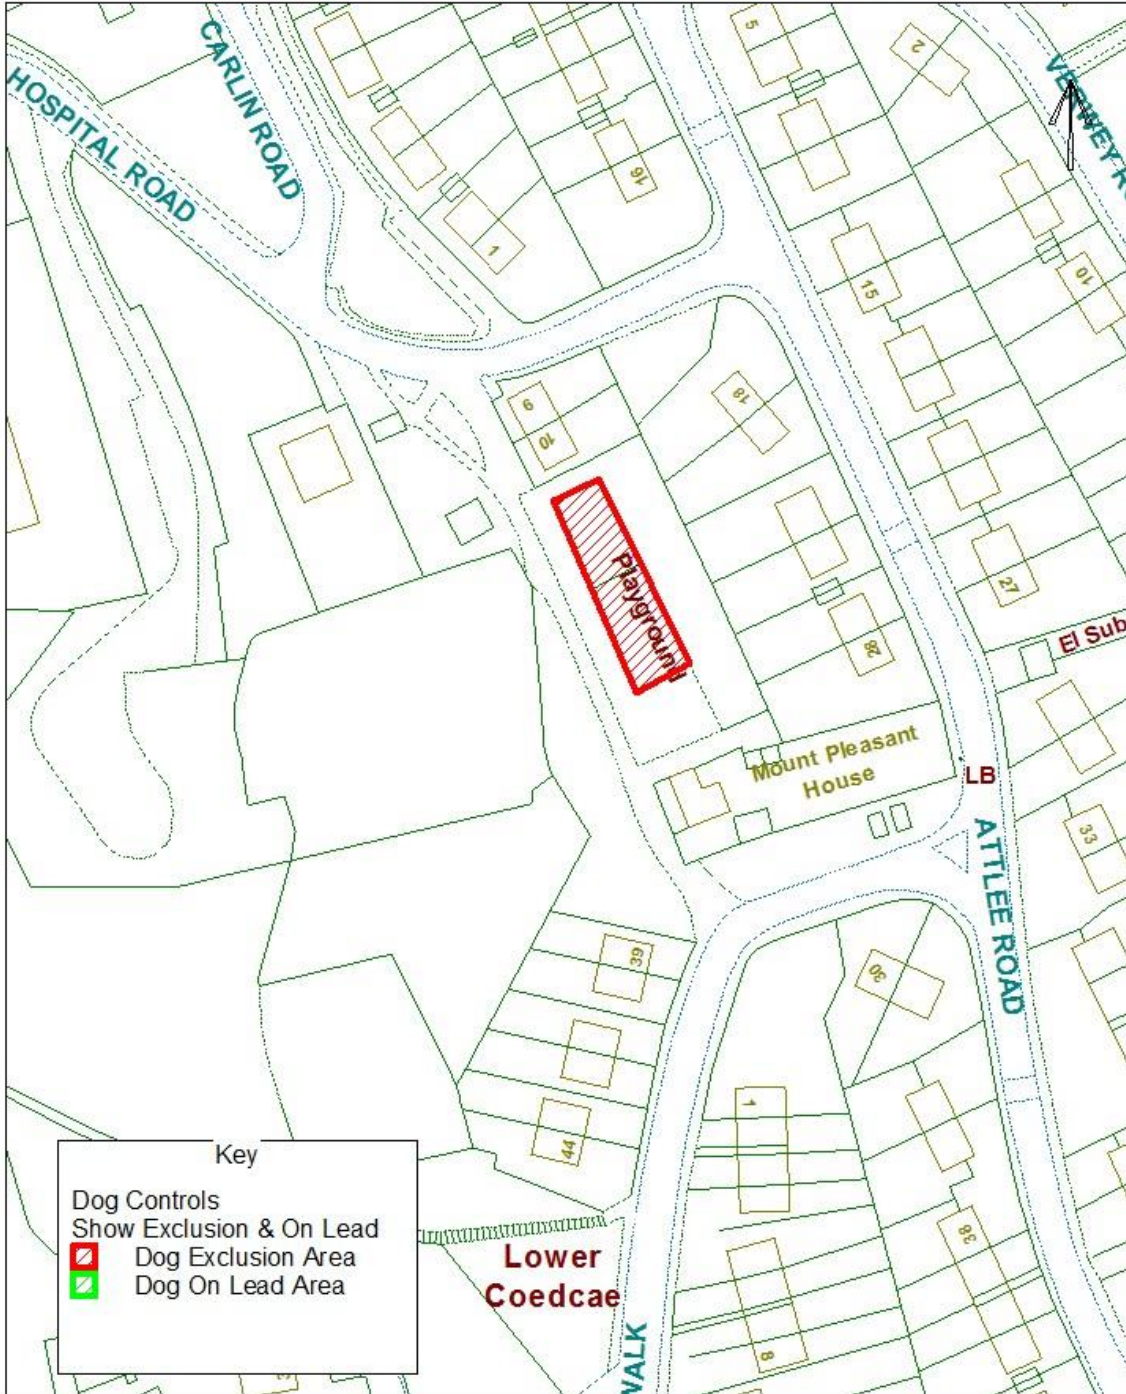 CARLIN ROAD
HOSPITAL ROAD
5
2
16
1
15
10
9
10
18
27
28
Playground
El Sub
Mount Pleasant
House
LB
33
ATTLEE ROAD
39
30
1
44
38
8
Lower
Coedcae
WALK
Key
Dog Controls
Show Exclusion & On Lead
Dog Exclusion Area
Dog On Lead Area